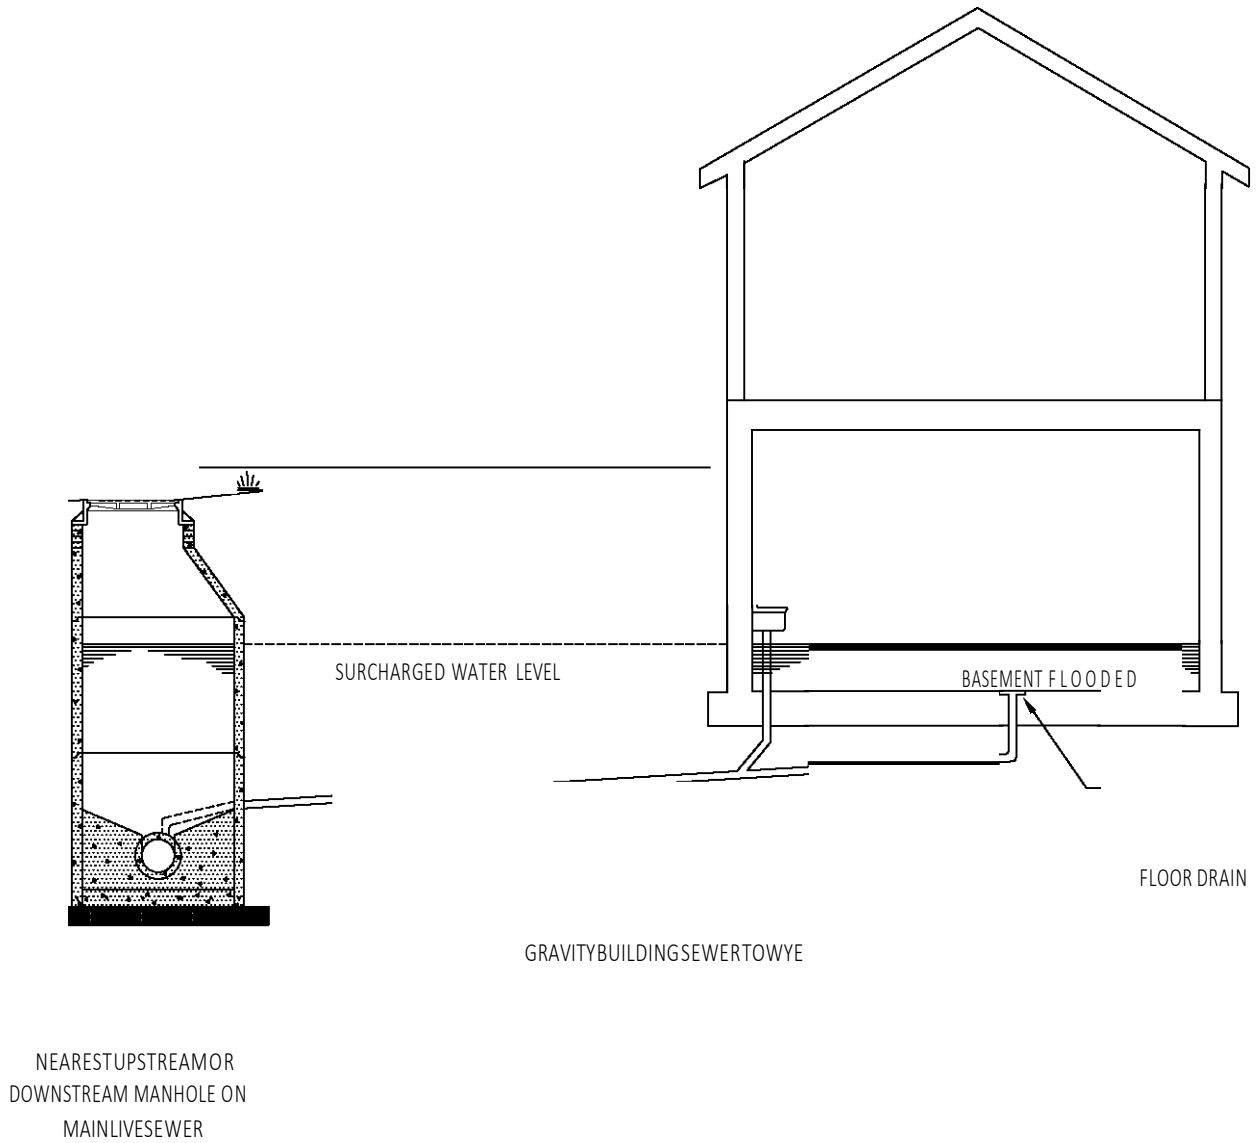 SURCHARGED WATER LEVEL
BASEMENT FLOODED
FLOOR DRAIN
GRAVITYBUILDINGSEWERTOWYE
NEARESTUPSTREAMOR
DOWNSTREAM MANHOLE ON
MAINLIVESEWER